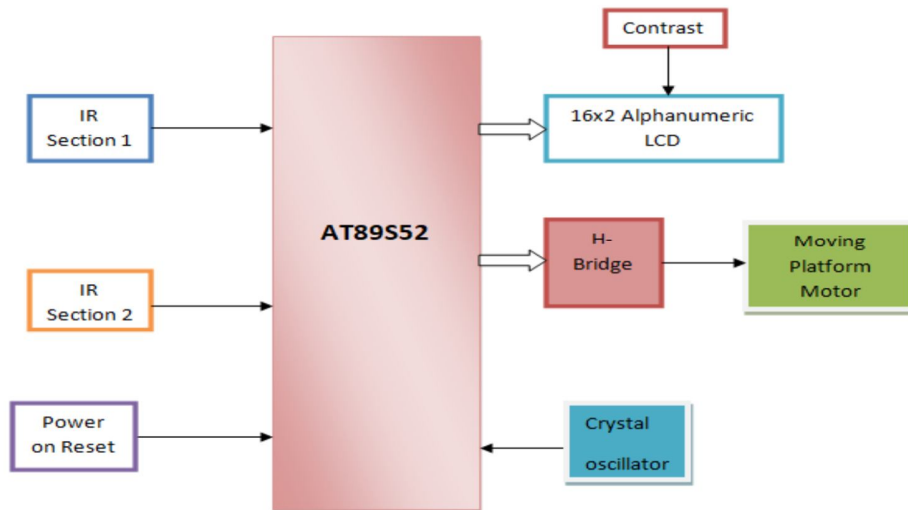 Contrast
IR
Section 1
16x2 Alphanumeric
LCD
AT89S52
H-
Bridge
Moving
Platform
Motor
IR
Section 2
Power
on Reset
Crystal
oscillator